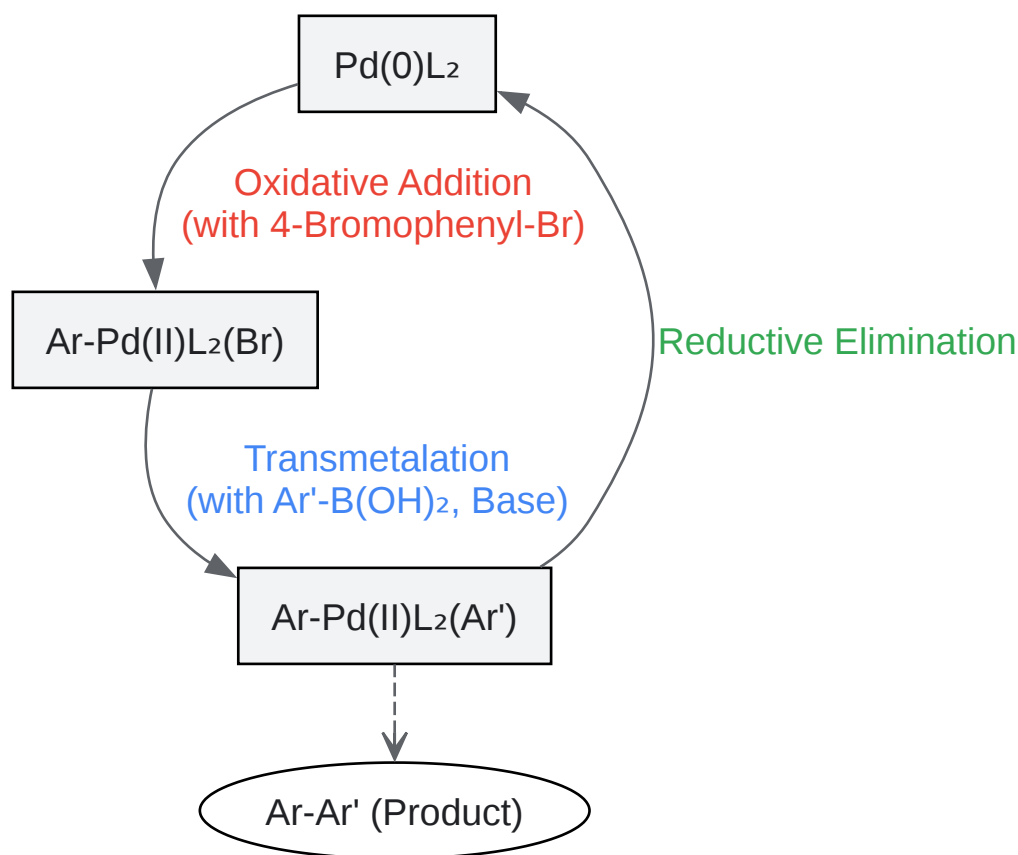 Pd(0)L₂
Oxidative Addition
(with 4-Bromophenyl-Br)
Ar-Pd(II)L₂(Br)
Reductive Elimination
Transmetalation
(with Ar'-B(OH)₂, Base)
Ar-Pd(II)L₂(Ar')
Ar-Ar' (Product)